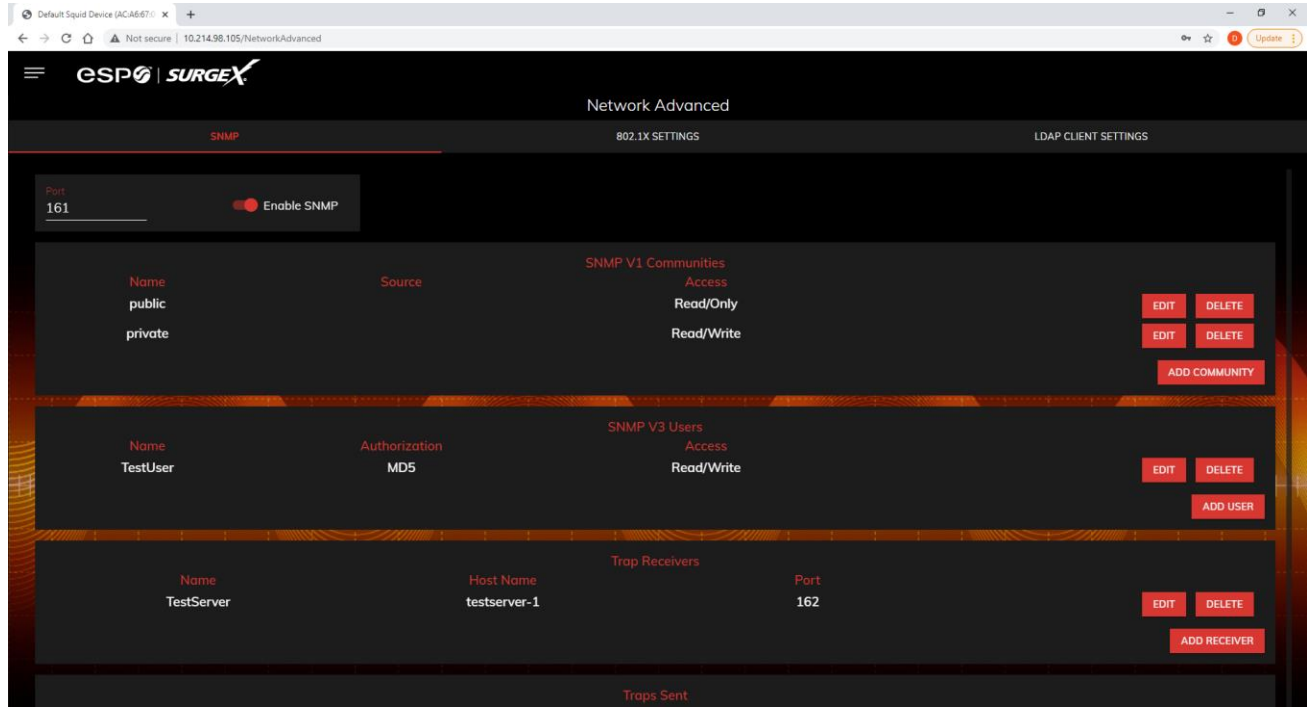 Default Squid Device (AC:A6:67:0
Not secure | 10.214.98.105/NetworkAdvanced
D
Update
esp | SURGEX
Network Advanced
SNMP 802.1X SETTINGS LDAP CLIENT SETTINGS
Port
161 Enable SNMP
SNMP V1 Communities
Name Source Access
public Read/Only EDIT DELETE
private Read/Write EDIT DELETE
ADD COMMUNITY
SNMP V3 Users
Name Authorization Access
TestUser MD5 Read/Write EDIT DELETE
ADD USER
Trap Receivers
Name Host Name Port
TestServer testserver-1 162 EDIT DELETE
ADD RECEIVER
Traps Sent